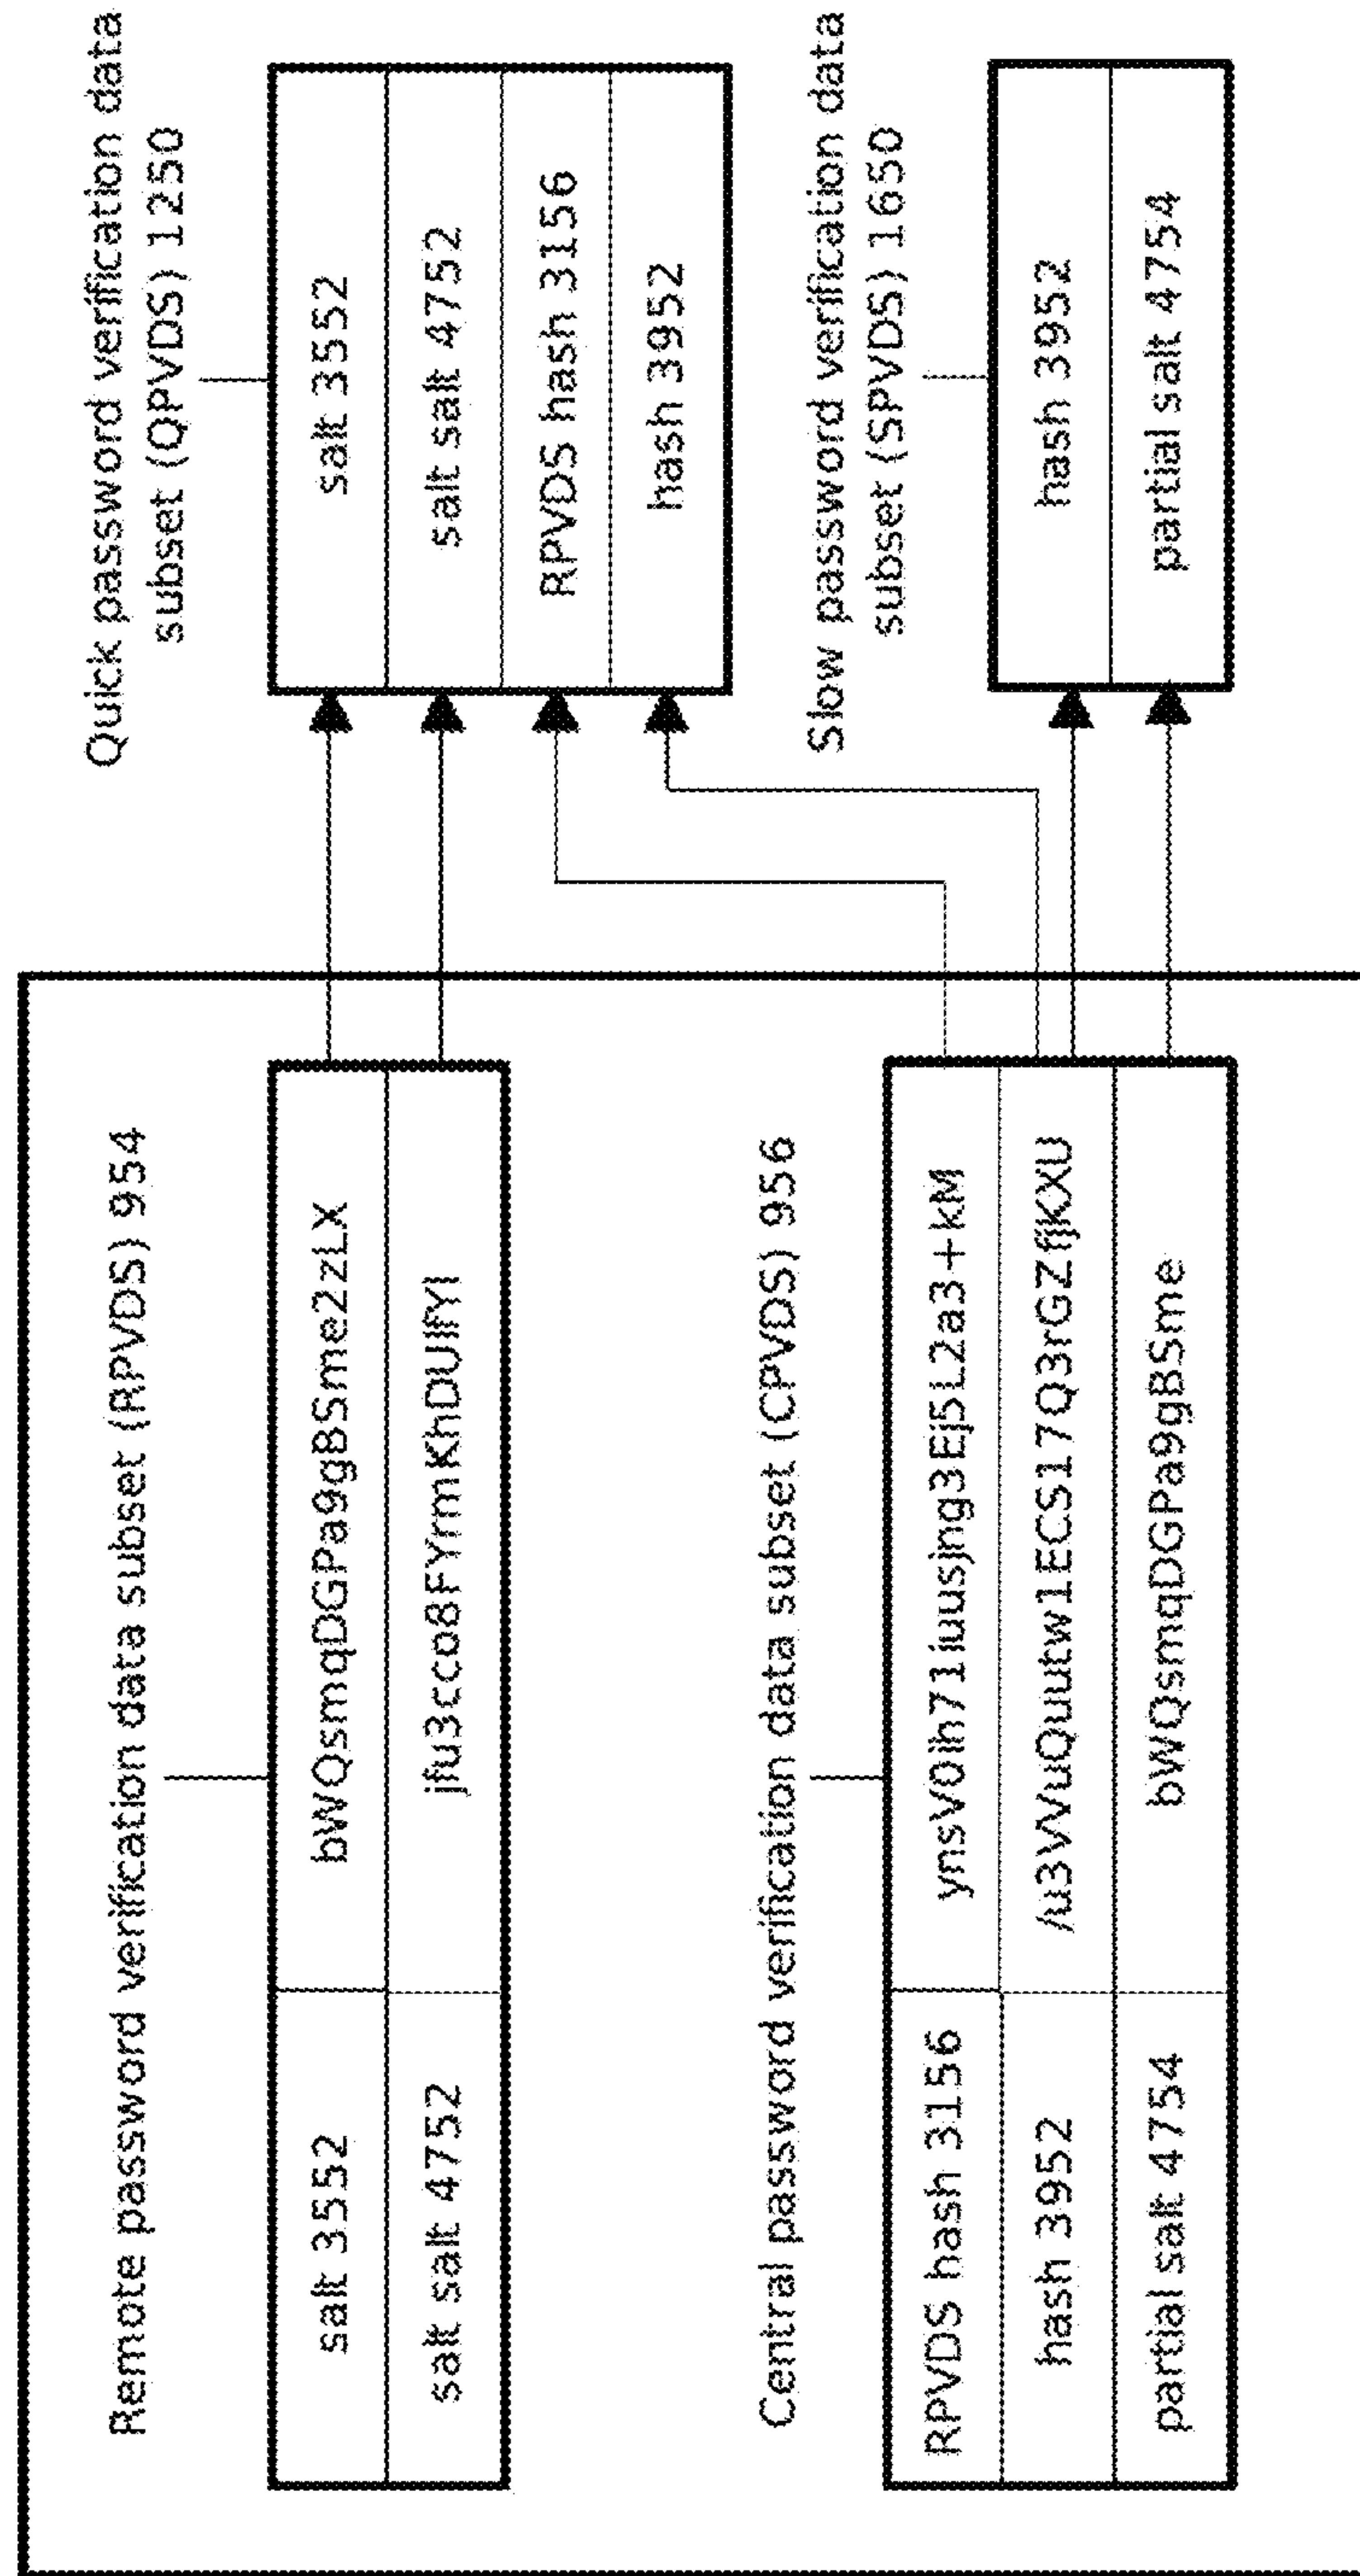 Remote password verification data subset (RPVDS) 954
salt 3552
bWQsmqDGPa9gBSme2zLX
salt salt 4752
jfu3cco8FYrmKhDUlfYl
Central password verification data subset (CPVDS) 956
RPVDS hash 3156
ynsV0lh71iuusjng3Ej5L2a3+kM
hash 3952
/u3VVuQuutw1ECS17Q3rGZfjKXU
partial salt 4754
bWQsmqDGPa9gBSme
Quick password verification data
subset (QPVDS) 1250
salt 3552
salt salt 4752
RPVDS hash 3156
hash 3952
Slow password verification data
subset (SPVDS) 1650
hash 3952
partial salt 4754